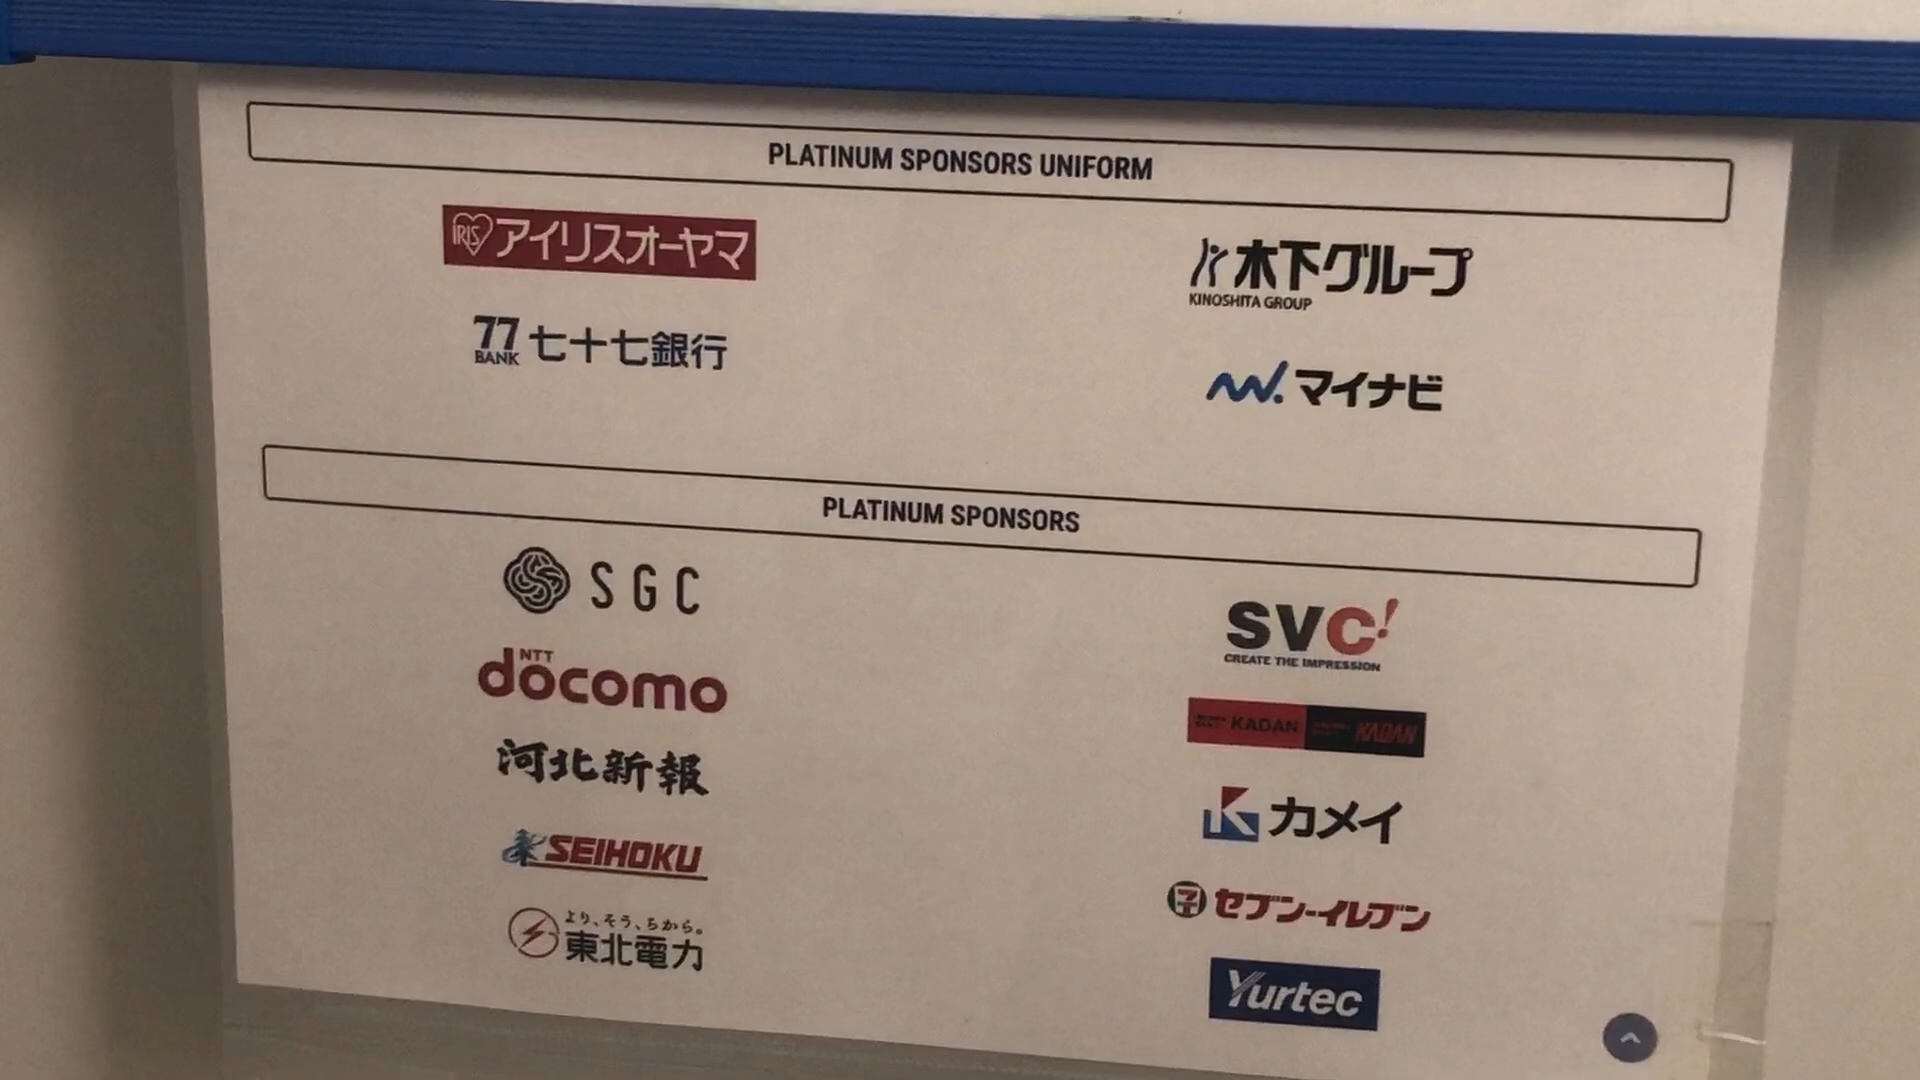 PLATINUM SPONSORS UNIFORM
IRIS アイリスオーヤマ
木下グループ
KINOSHITA GROUP
77 BANK 七十七銀行
マイナビ
PLATINUM SPONSORS
SGC
SVC!
CREATE THE IMPRESSION
NTT
docomo
KADAN KADAN
河北新報
カメイ
SEIHOKU
セブン-イレブン
より、そう、ちから。
東北電力
Yurtec